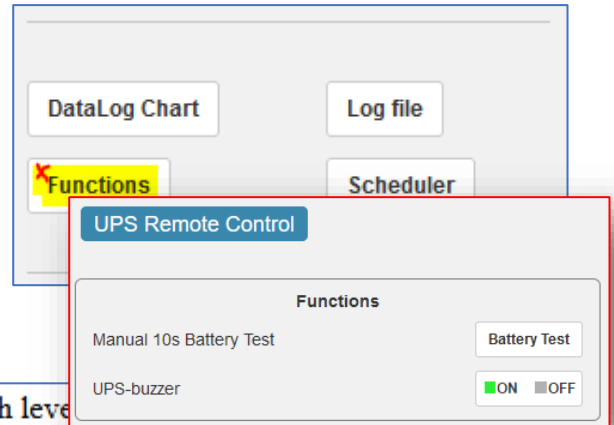 DataLog Chart Log file
Functions Scheduler
UPS Remote Control
Functions
Manual 10s Battery Test Battery Test
UPS-buzzer ON OFF